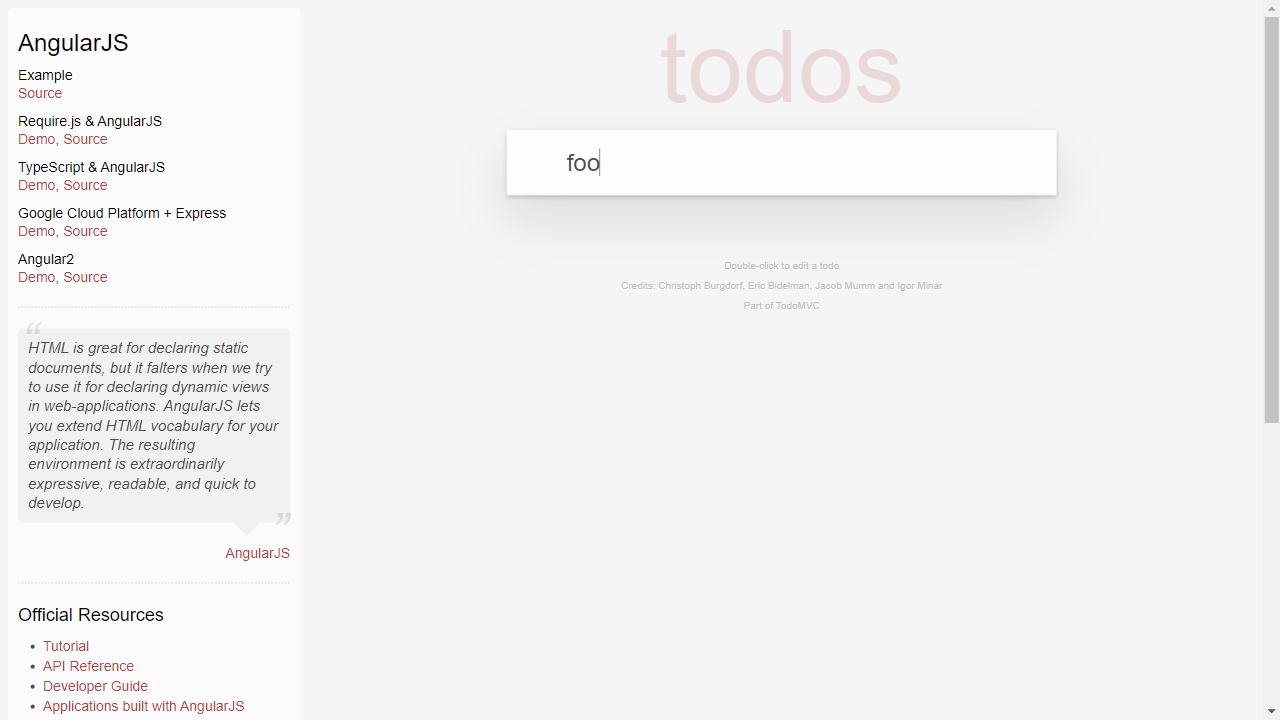 AngularJS
Example
Source
Require.js & AngularJS
Demo, Source
TypeScript & AngularJS
Demo, Source
Google Cloud Platform + Express
Demo, Source
Angular2
Demo, Source
“
HTML is great for declaring static
documents, but it falters when we try
to use it for declaring dynamic views
in web-applications. AngularJS lets
you extend HTML vocabulary for your
application. The resulting
environment is extraordinarily
expressive, readable, and quick to
develop.
”
AngularJS
Official Resources
• Tutorial
• API Reference
• Developer Guide
• Applications built with AngularJS
todos
foo
Double-click to edit a todo
Credits: Christoph Burgdorf, Eric Bidelman, Jacob Mumm and Igor Minar
Part of TodoMVC